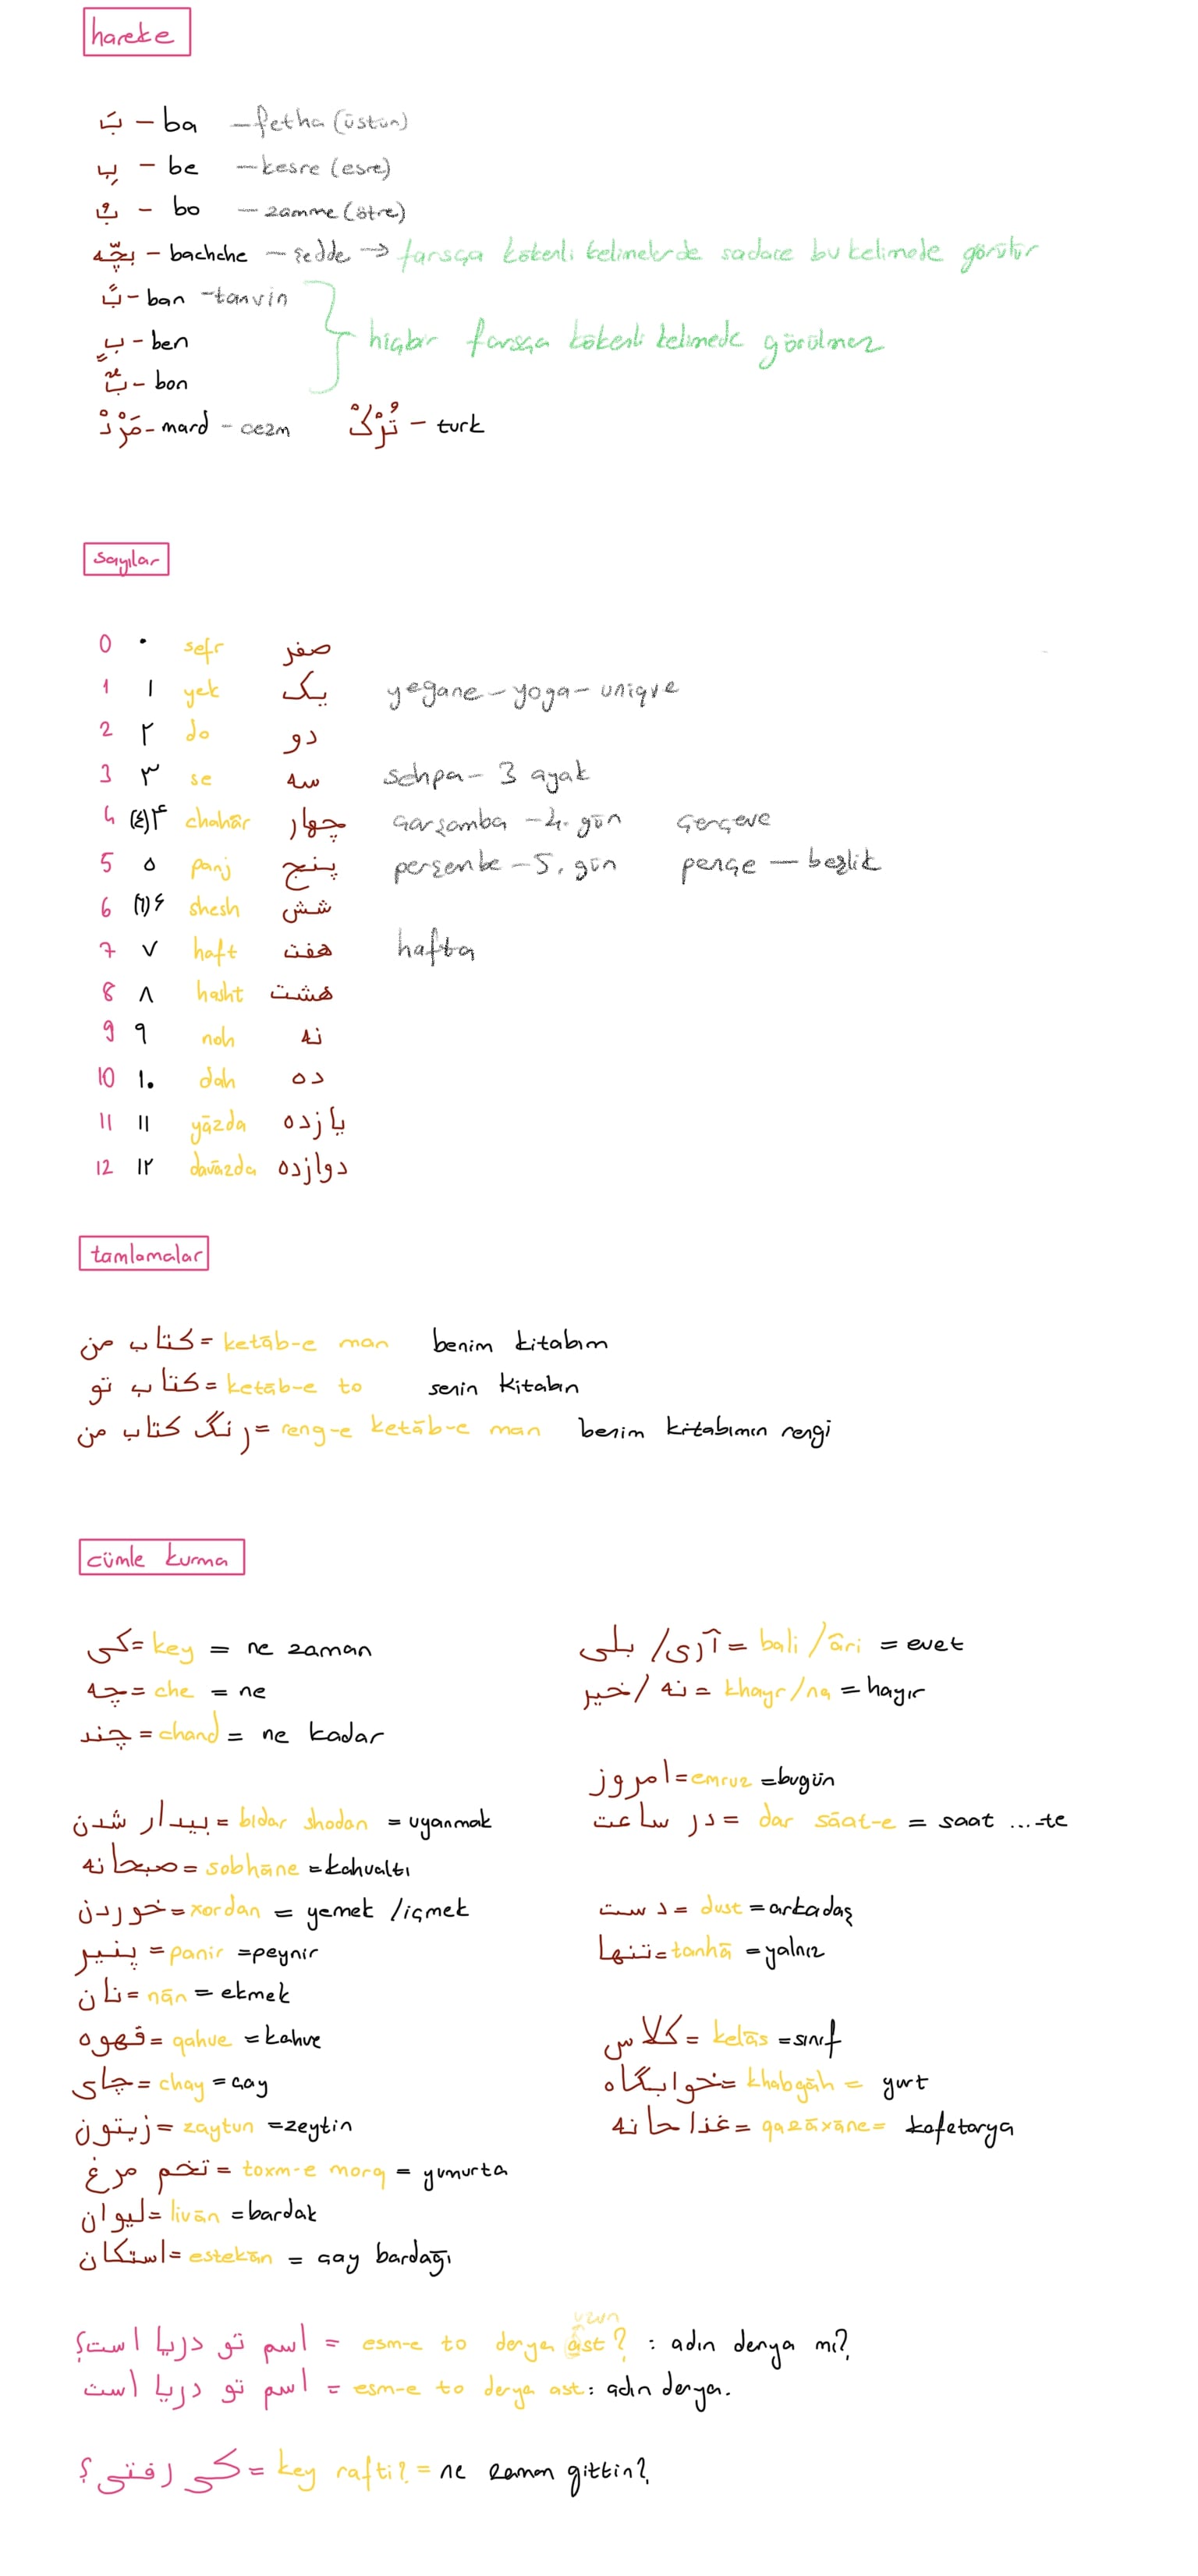 hareke
بَ – ba – fetha (üstün)
بِ – be – kesre (esre)
بُ – bo – zamme (ötre)
بچّه – bachche – şedde → farsça kökenli kelimelerde sadece bu kelimede görülür
بً – ban – tanvin
بٍ – ben
بٌ – bon
hiçbir farsça kökenli kelimede görülmez
مَرْدْ – mard – cezm تُرْکْ – turk
sayılar
0 ۰ sefr صفر
1 ۱ yek یک yegane – yoga – unique
2 ۲ do دو
3 ۳ se سه sehpa – 3 ayak
4 (٤) ۴ chahār چهار çarşamba – 4. gün çerçeve
5 ۵ panj پنج perşenbe – 5. gün pençe – beşlik
6 (٦) ۶ shesh شش
7 ۷ haft هفت hafta
8 ۸ hasht هشت
9 ۹ noh نه
10 ۱۰ dah ده
11 ۱۱ yāzda یازده
12 ۱۲ davāzda دوازده
tamlamalar
کتاب من = ketāb-e man benim kitabım
کتاب تو = ketāb-e to senin kitabın
رنگ کتاب من = reng-e ketāb-e man benim kitabımın rengi
cümle kurma
کی = key = ne zaman
چه = che = ne
چند = chand = ne kadar
بیدار شدن = bidar shodan = uyanmak
صبحانه = sobhāne = kahvaltı
خوردن = xordan = yemek / içmek
پنیر = panir = peynir
نان = nān = ekmek
قهوه = qahve = kahve
چای = chay = çay
زیتون = zaytun = zeytin
تخم مرغ = toxm-e morq = yumurta
لیوان = livān = bardak
استکان = estekān = çay bardağı
بلی / آری = bali / âri = evet
خیر / نه = khayr / na = hayır
امروز = emruz = bugün
در ساعت = dar sāat-e = saat ...-te
دست = dust = arkadaş
تنها = tanhā = yalnız
کلاس = kelās = sınıf
خوابگاه = khabgāh = yurt
غذاخانه = qazāxāne = kafetarya
uzun
اسم تو دریا است؟ = esm-e to derya āst? : adın derya mı?
اسم تو دریا است = esm-e to derya ast : adın derya.
کی رفتی؟ = key rafti? = ne zaman gittin?